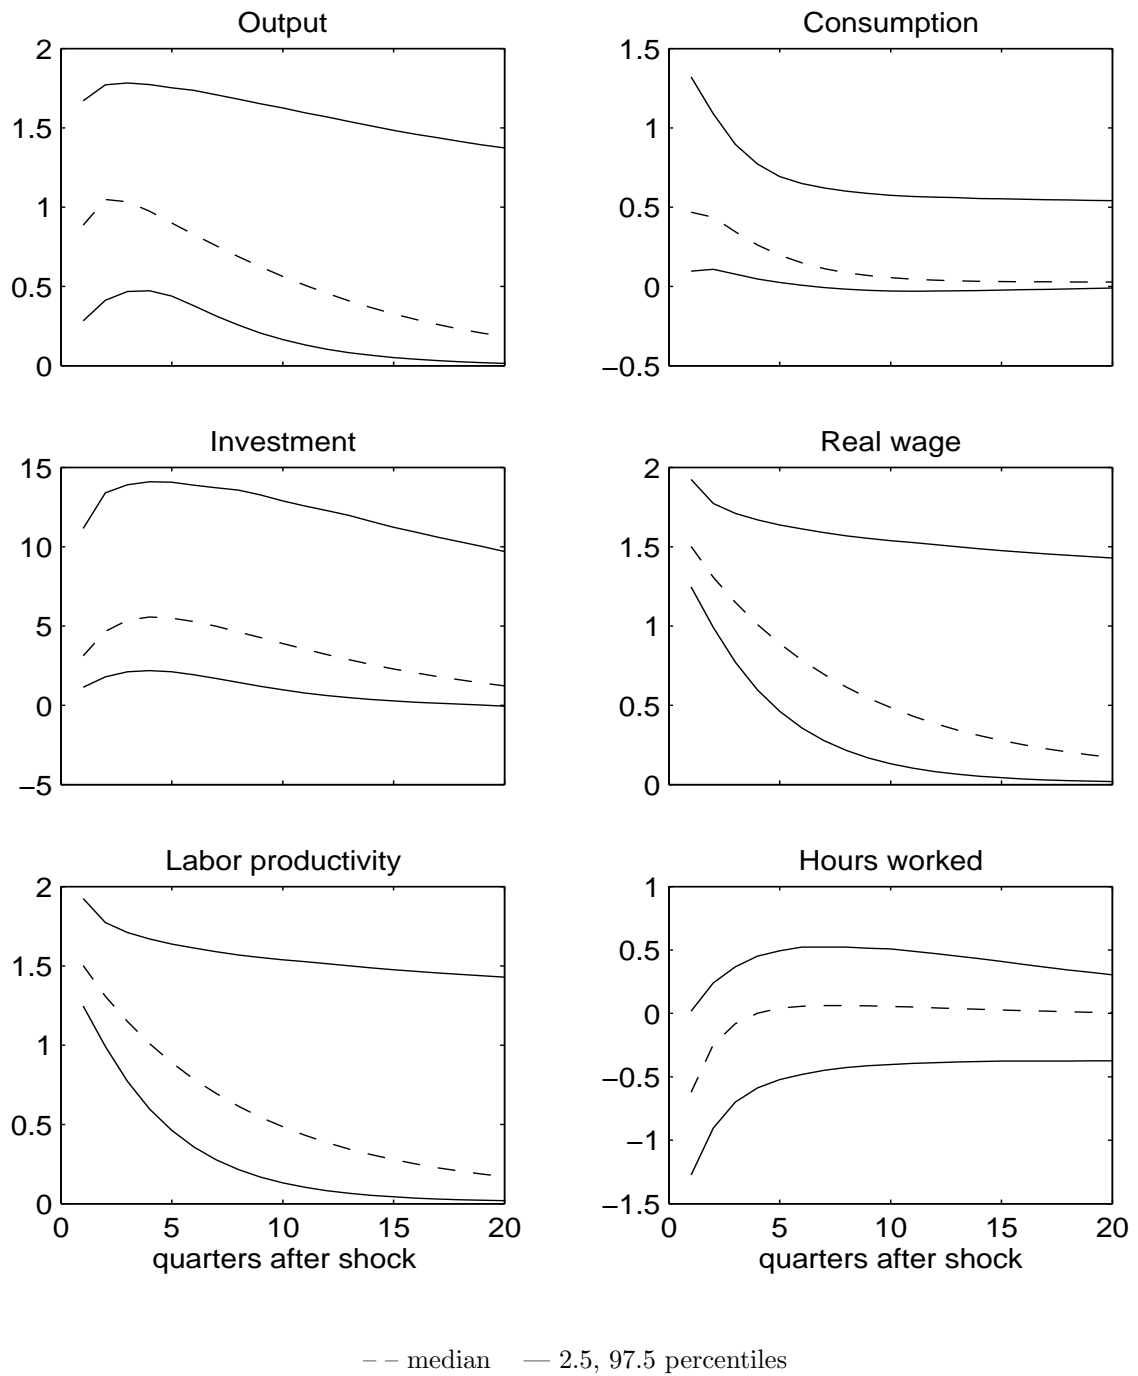 Output
2
1.5
1
0.5
0
Consumption
1.5
1
0.5
0
−0.5
Investment
15
10
5
0
−5
Real wage
2
1.5
1
0.5
0
Labor productivity
2
1.5
1
0.5
0
0 5 10 15 20
quarters after shock
Hours worked
1
0.5
0
−0.5
−1
−1.5
0 5 10 15 20
quarters after shock
– – median — 2.5, 97.5 percentiles